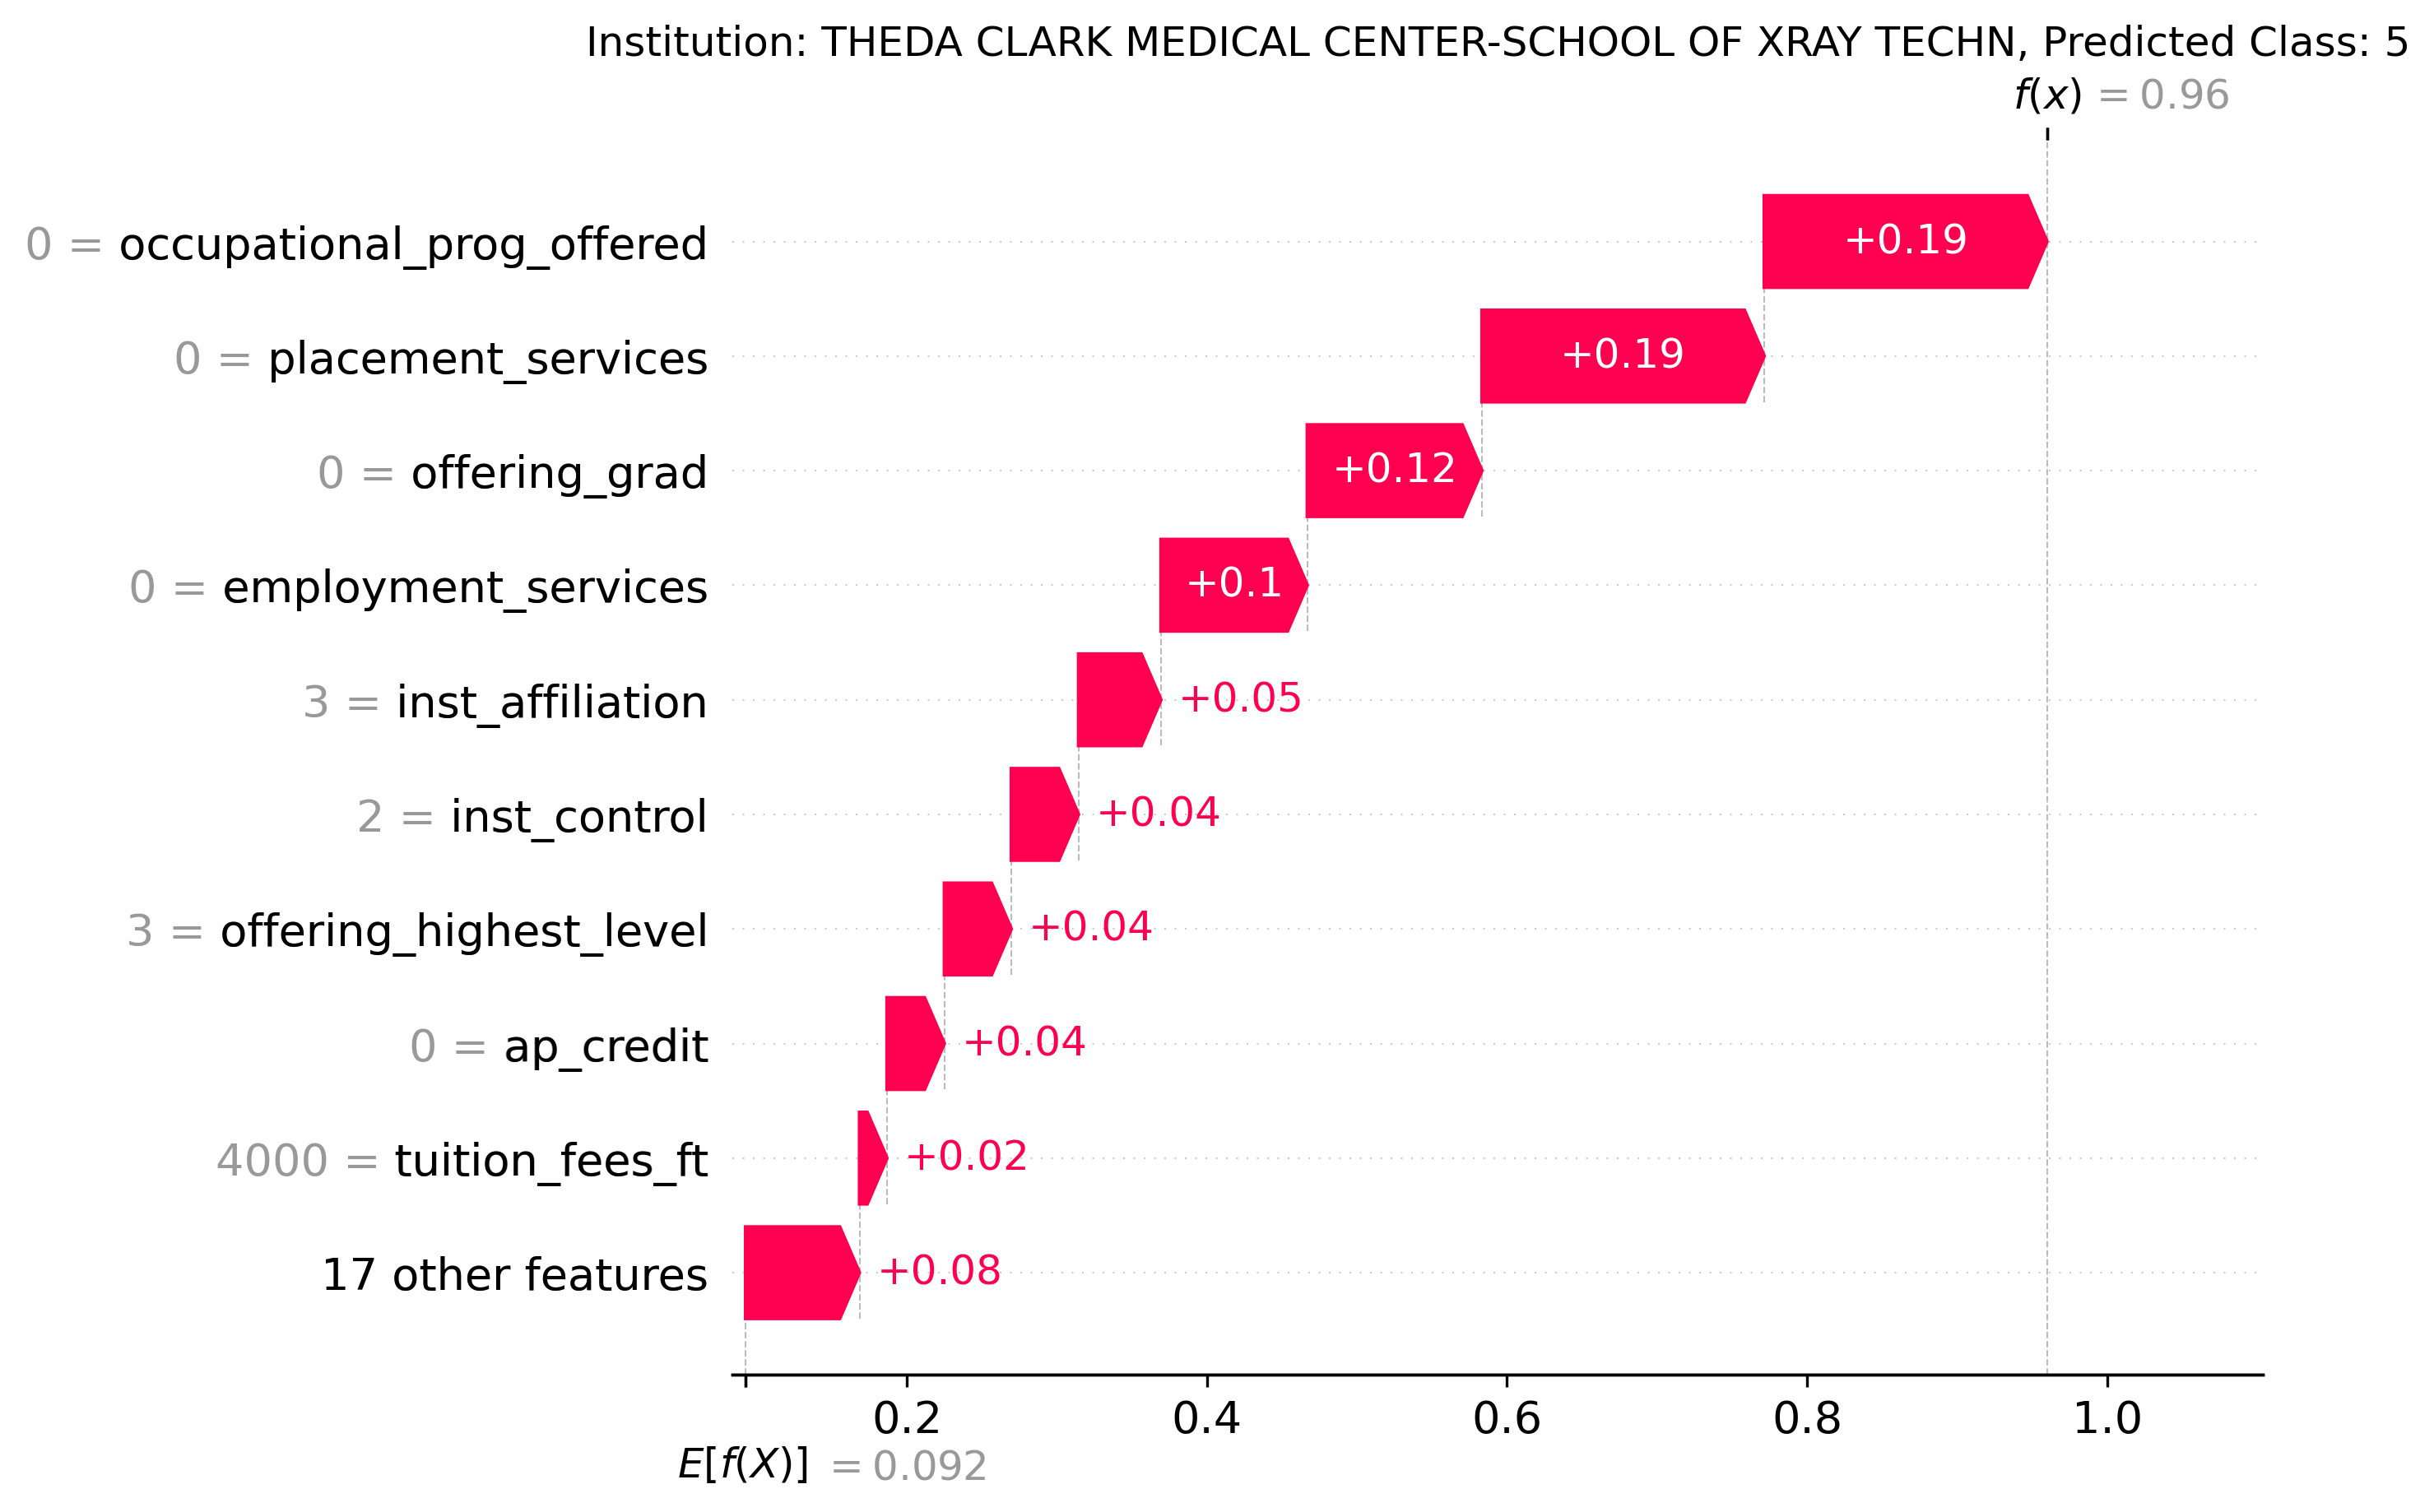 Institution: THEDA CLARK MEDICAL CENTER-SCHOOL OF XRAY TECHN, Predicted Class: 5
f(x) = 0.96
0 = occupational_prog_offered +0.19
0 = placement_services +0.19
0 = offering_grad +0.12
0 = employment_services +0.1
3 = inst_affiliation +0.05
2 = inst_control +0.04
3 = offering_highest_level +0.04
0 = ap_credit +0.04
4000 = tuition_fees_ft +0.02
17 other features +0.08
0.2 0.4 0.6 0.8 1.0
E[f(X)] = 0.092